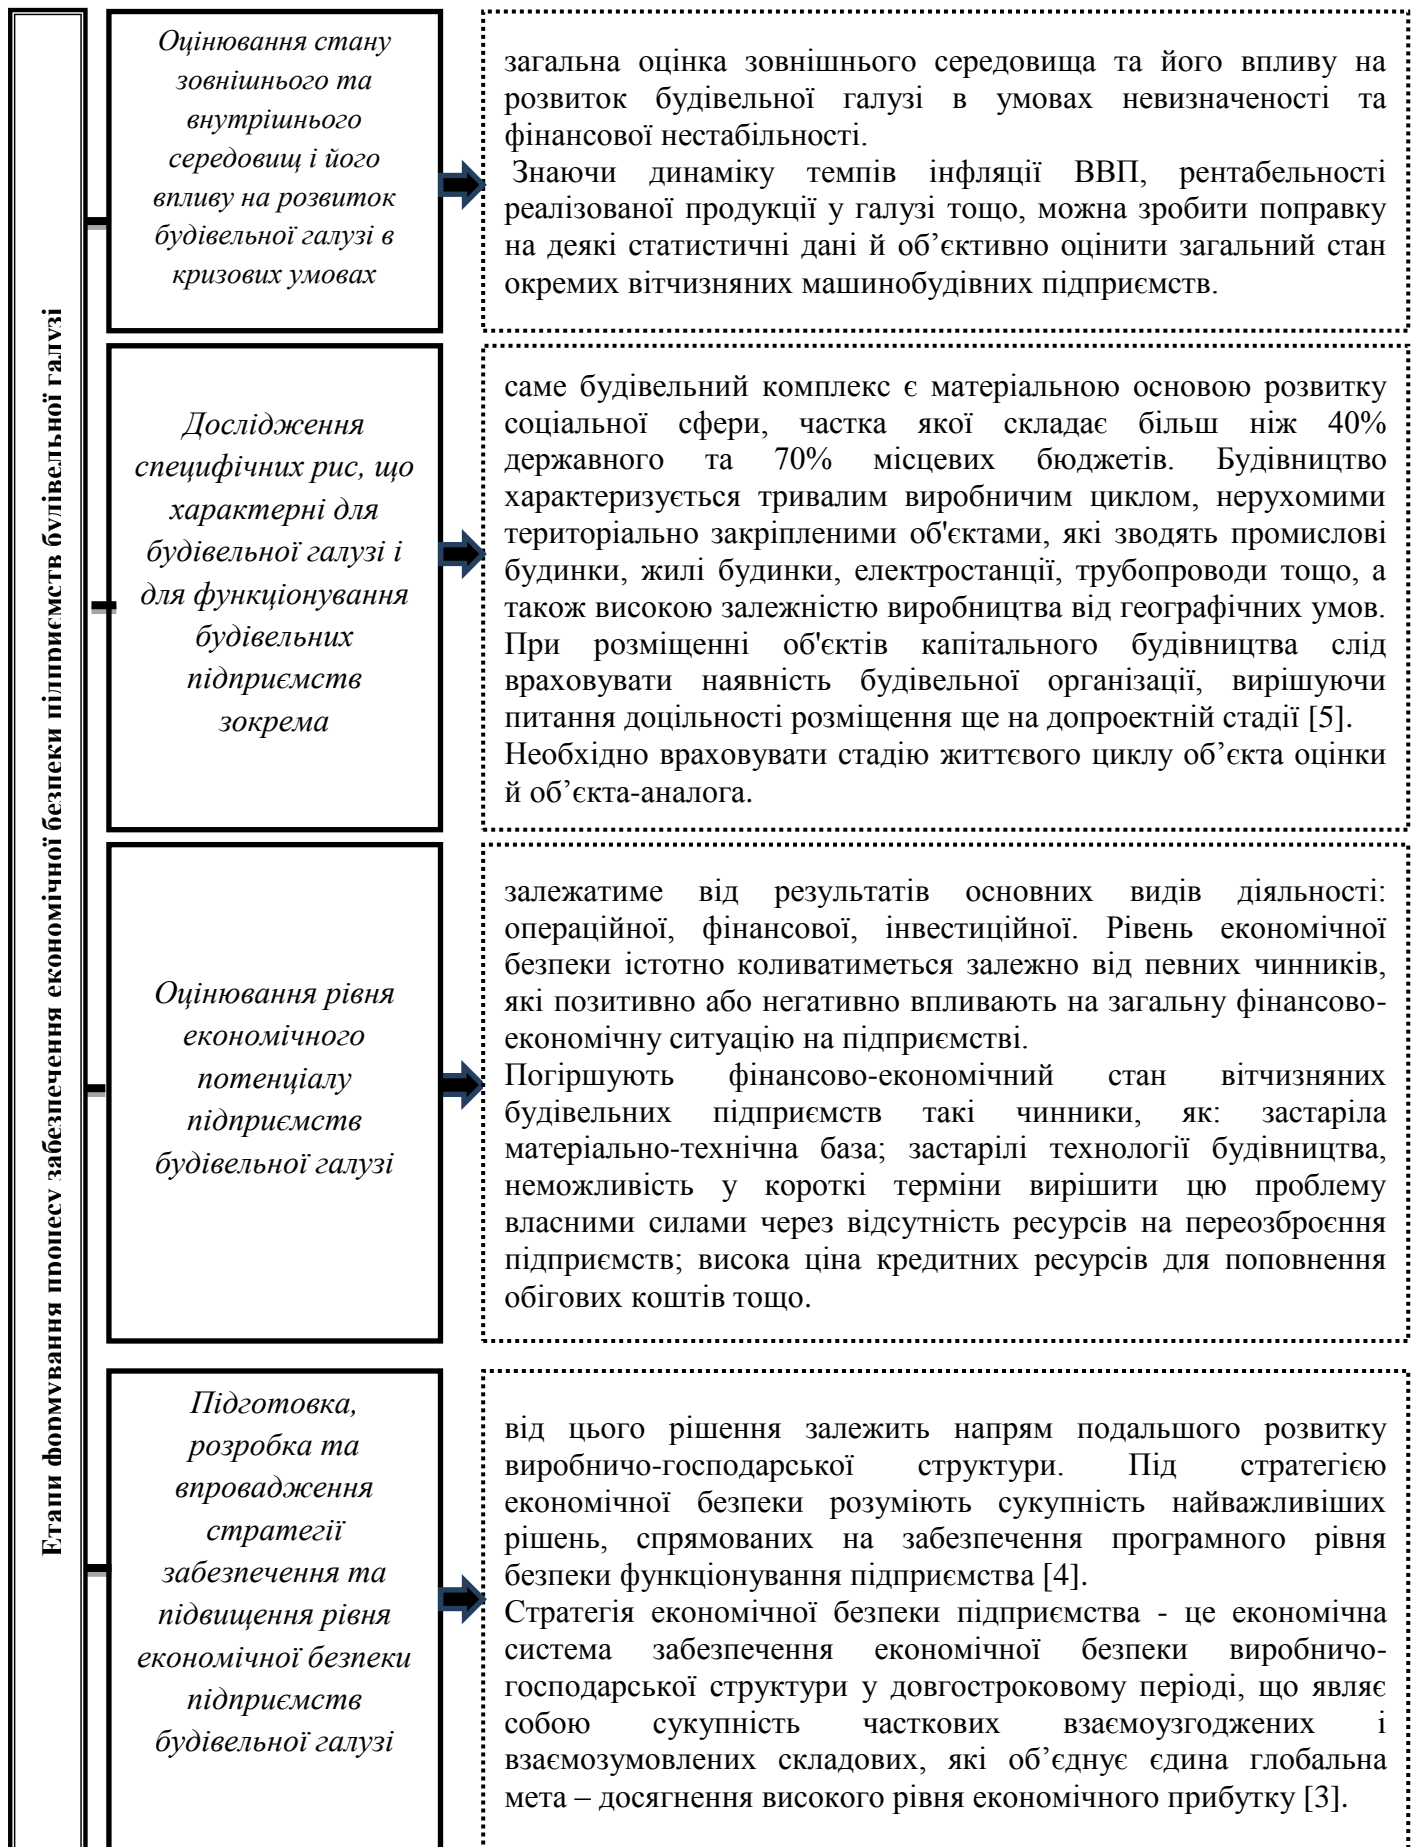 Етапи формування процесу забезпечення економічної безпеки підприємств будівельної галузі
Оцінювання стану
зовнішнього та
внутрішнього
середовищ і його
впливу на розвиток
будівельної галузі в
кризових умовах
загальна оцінка зовнішнього середовища та його впливу на
розвиток будівельної галузі в умовах невизначеності та
фінансової нестабільності.
Знаючи динаміку темпів інфляції ВВП, рентабельності
реалізованої продукції у галузі тощо, можна зробити поправку
на деякі статистичні дані й об’єктивно оцінити загальний стан
окремих вітчизняних машинобудівних підприємств.
Дослідження
специфічних рис, що
характерні для
будівельної галузі і
для функціонування
будівельних
підприємств
зокрема
саме будівельний комплекс є матеріальною основою розвитку
соціальної сфери, частка якої складає більш ніж 40%
державного та 70% місцевих бюджетів. Будівництво
характеризується тривалим виробничим циклом, нерухомими
територіально закріпленими об'єктами, які зводять промислові
будинки, жилі будинки, електростанції, трубопроводи тощо, а
також високою залежністю виробництва від географічних умов.
При розміщенні об'єктів капітального будівництва слід
враховувати наявність будівельної організації, вирішуючи
питання доцільності розміщення ще на допроектній стадії [5].
Необхідно враховувати стадію життєвого циклу об’єкта оцінки
й об’єкта-аналога.
Оцінювання рівня
економічного
потенціалу
підприємств
будівельної галузі
залежатиме від результатів основних видів діяльності:
операційної, фінансової, інвестиційної. Рівень економічної
безпеки істотно коливатиметься залежно від певних чинників,
які позитивно або негативно впливають на загальну фінансово-
економічну ситуацію на підприємстві.
Погіршують фінансово-економічний стан вітчизняних
будівельних підприємств такі чинники, як: застаріла
матеріально-технічна база; застарілі технології будівництва,
неможливість у короткі терміни вирішити цю проблему
власними силами через відсутність ресурсів на переозброєння
підприємств; висока ціна кредитних ресурсів для поповнення
обігових коштів тощо.
Підготовка,
розробка та
впровадження
стратегії
забезпечення та
підвищення рівня
економічної безпеки
підприємств
будівельної галузі
від цього рішення залежить напрям подальшого розвитку
виробничо-господарської структури. Під стратегією
економічної безпеки розуміють сукупність найважливіших
рішень, спрямованих на забезпечення програмного рівня
безпеки функціонування підприємства [4].
Стратегія економічної безпеки підприємства - це економічна
система забезпечення економічної безпеки виробничо-
господарської структури у довгостроковому періоді, що являє
собою сукупність часткових взаємоузгоджених і
взаємозумовлених складових, які об’єднує єдина глобальна
мета – досягнення високого рівня економічного прибутку [3].